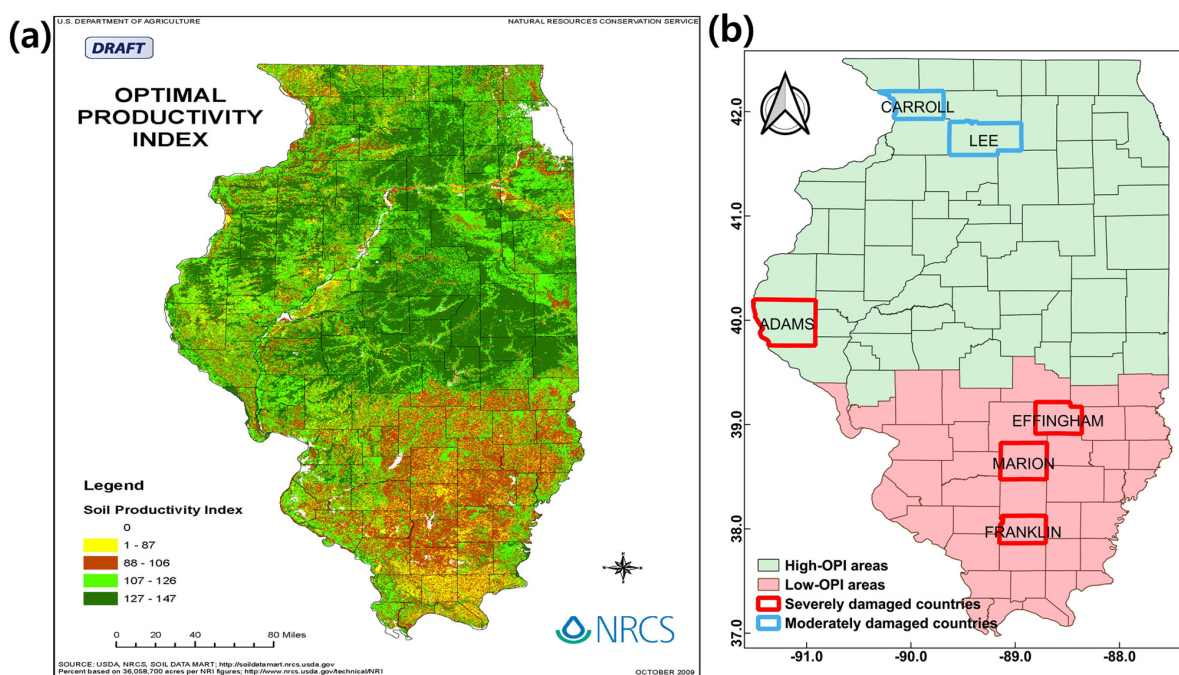 (a)
U.S. DEPARTMENT OF AGRICULTURE
NATURAL RESOURCES CONSERVATION SERVICE
DRAFT
OPTIMAL
PRODUCTIVITY
INDEX
Legend
Soil Productivity Index
0
1 - 87
88 - 106
107 - 126
127 - 147
0 20 40 80 Miles
NRCS
SOURCE: USDA, NRCS, SOIL DATA MART; http://soildatamart.nrcs.usda.gov
Percent based on 36,058,700 acres per NRI figures; http://www.nrcs.usda.gov/technical/NRI
OCTOBER 2009
(b)
42.0
41.0
40.0
39.0
38.0
37.0
CARROLL
LEE
ADAMS
EFFINGHAM
MARION
FRANKLIN
High-OPI areas
Low-OPI areas
Severely damaged countries
Moderately damaged countries
-91.0 -90.0 -89.0 -88.0